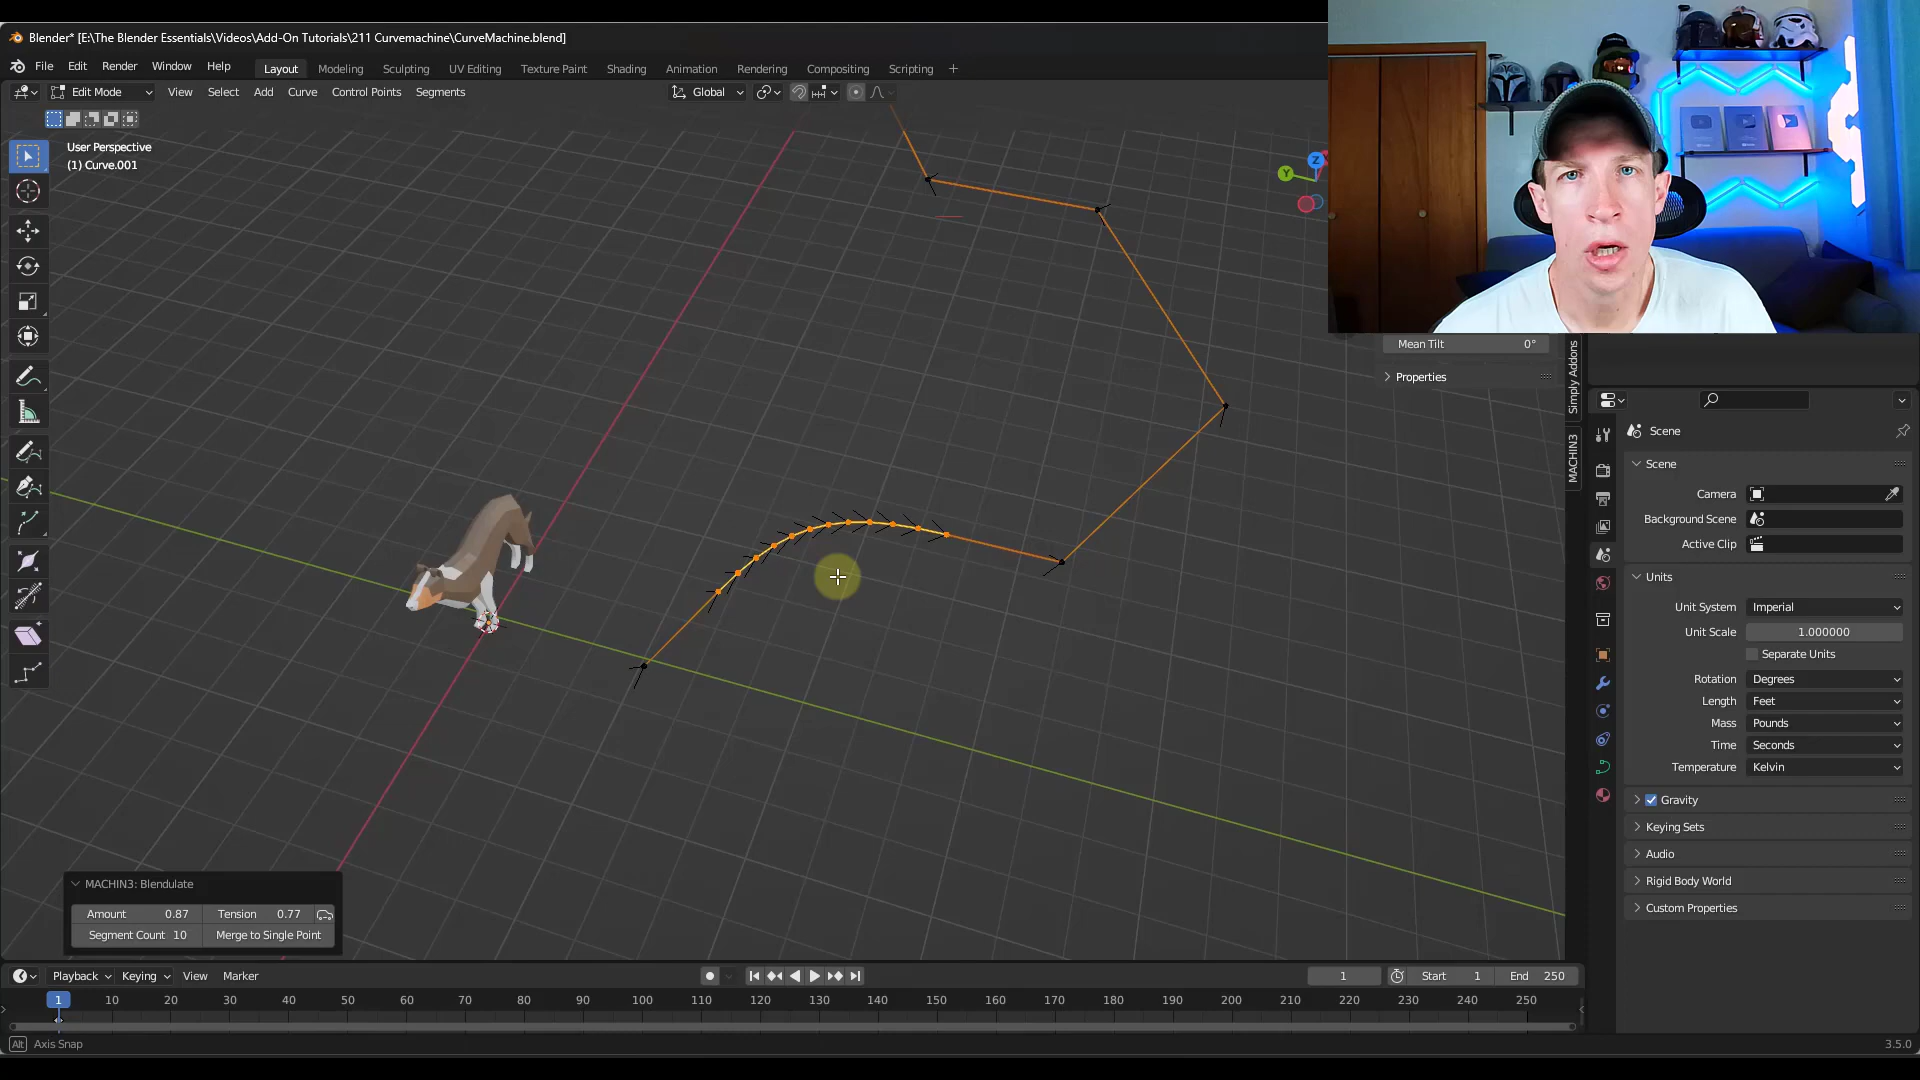 Blender* [E:\The Blender Essentials\Videos\Add-On Tutorials\211 Curvemachine\CurveMachine.blend]
File Edit Render Window Help Layout Modeling Sculpting UV Editing Texture Paint Shading Animation Rendering Compositing Scripting +
Edit Mode View Select Add Curve Control Points Segments Global
User Perspective
(1) Curve.001
Z
Y
Mean Tilt 0°
Properties
Simply Addons
MACHIN3
Scene
Scene
Camera
Background Scene
Active Clip
Units
Unit System Imperial
Unit Scale 1.000000
Separate Units
Rotation Degrees
Length Feet
Mass Pounds
Time Seconds
Temperature Kelvin
Gravity
Keying Sets
Audio
Rigid Body World
Custom Properties
MACHIN3: Blendulate
Amount 0.87 Tension 0.77
Segment Count 10 Merge to Single Point
Playback Keying View Marker 1 Start 1 End 250
1 10 20 30 40 50 60 70 80 90 100 110 120 130 140 150 160 170 180 190 200 210 220 230 240 250
Alt Axis Snap 3.5.0